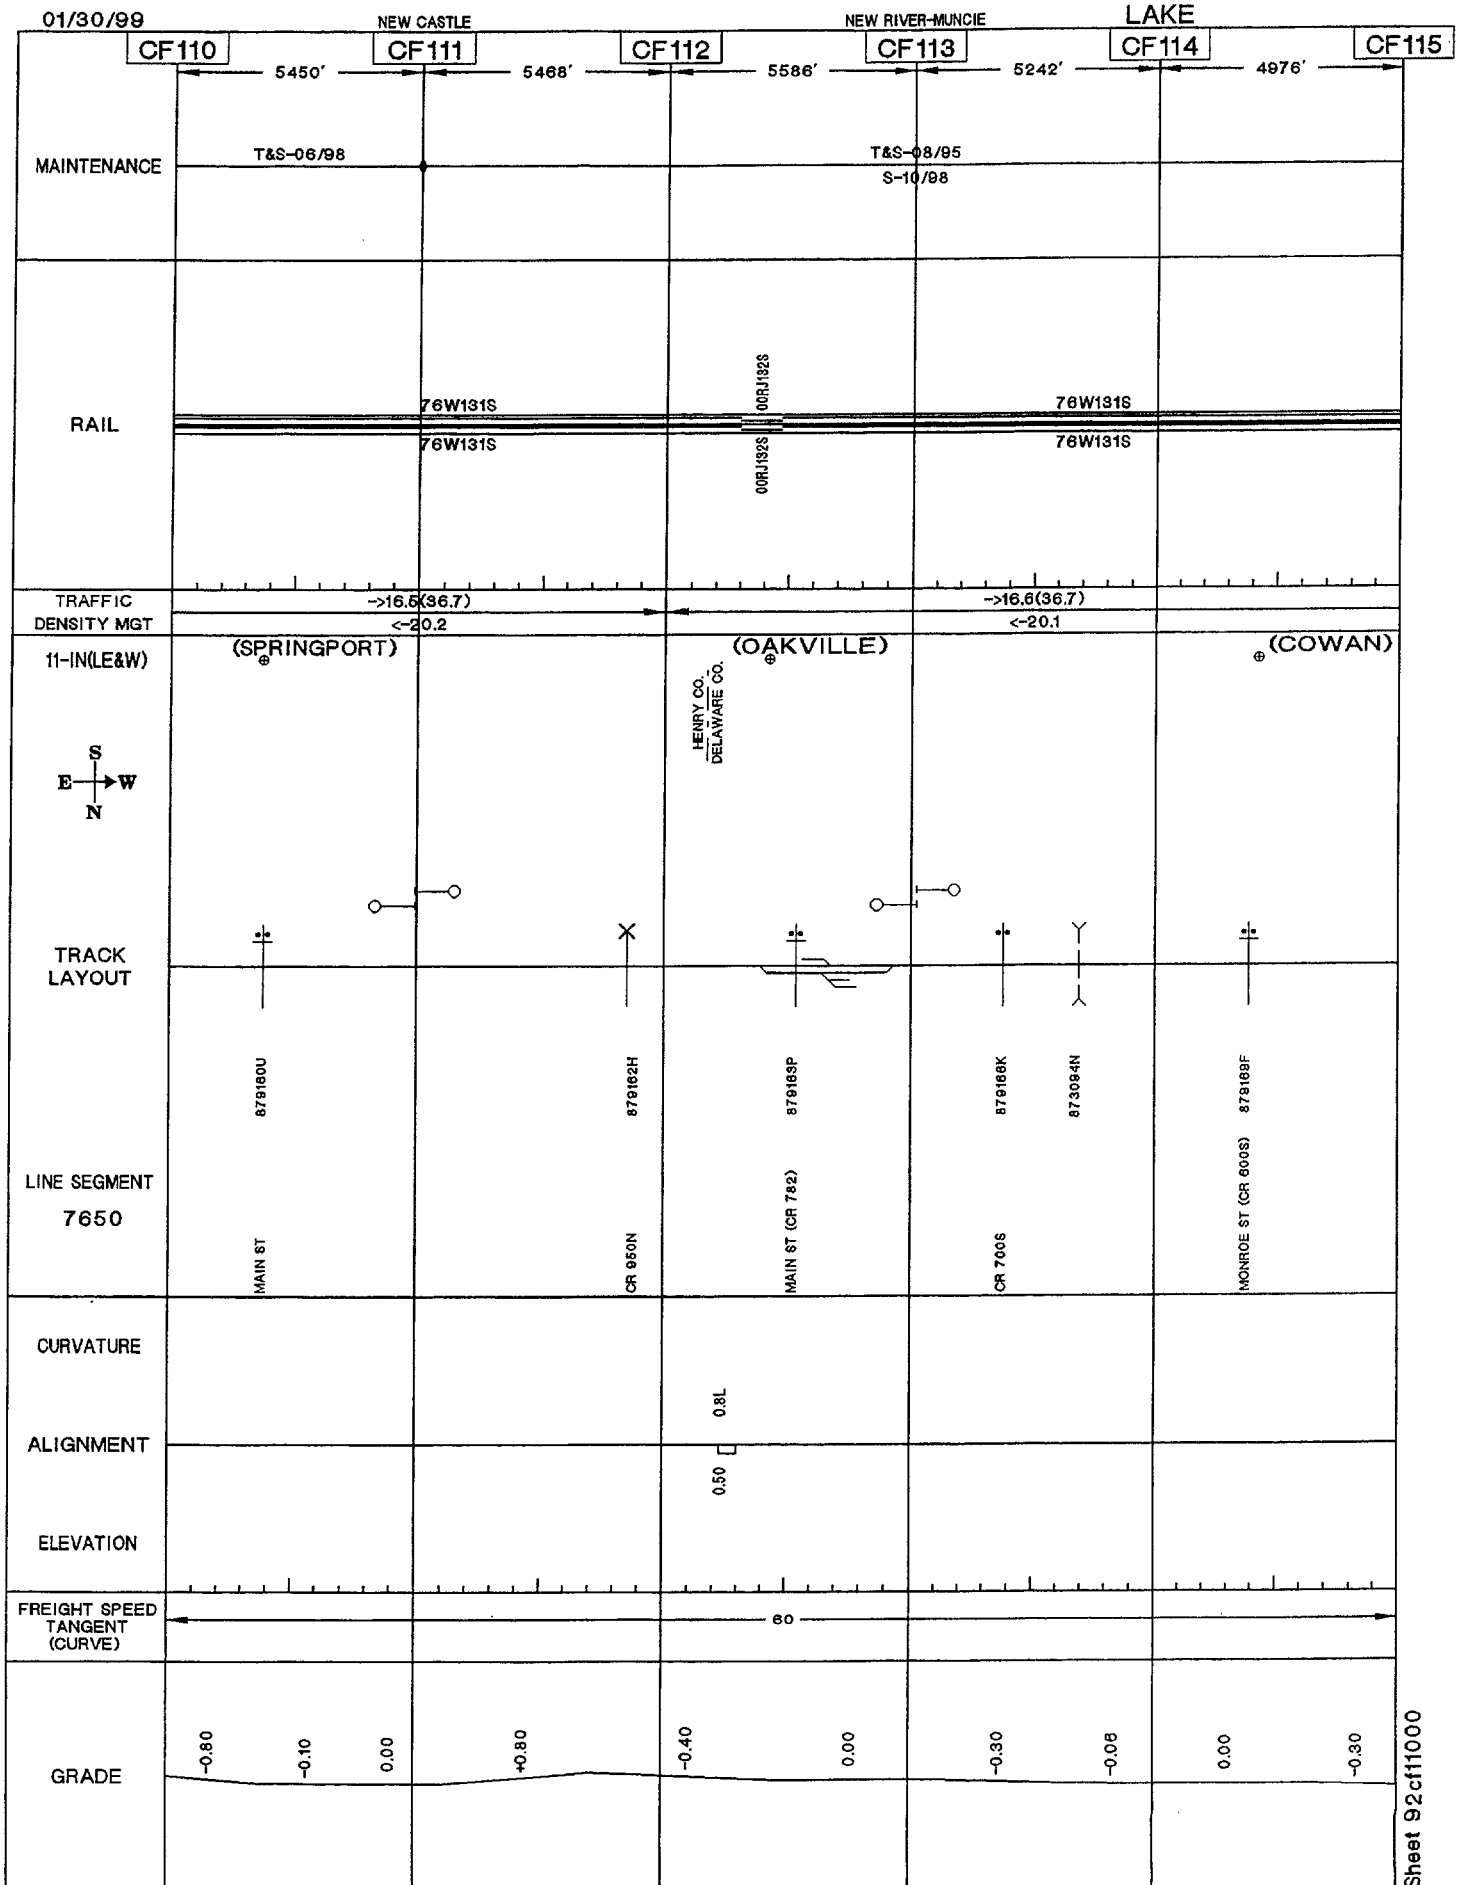 01/30/99
NEW CASTLE
NEW RIVER-MUNCIE
LAKE
CF110
CF111
CF112
CF113
CF114
CF115
5450'
5468'
5586'
5242'
4976'
MAINTENANCE
T&S-06/98
T&S-08/95
S-10/98
RAIL
76W131S
76W131S
00RJ132S
00RJ132S
76W131S
76W131S
TRAFFIC
DENSITY MGT
->16.5(36.7)
<-20.2
->16.6(36.7)
<-20.1
11-IN(LE&W)
(SPRINGPORT)
(OAKVILLE)
(COWAN)
HENRY CO.
DELAWARE CO.
S
E W
N
TRACK
LAYOUT
879160U
879162H
879163P
879166K
873094N
879169F
LINE SEGMENT
7650
MAIN ST
CR 950N
MAIN ST (CR 782)
CR 700S
MONROE ST (CR 600S)
CURVATURE
0.8L
ALIGNMENT
0.50
ELEVATION
FREIGHT SPEED
TANGENT
(CURVE)
60
GRADE
-0.80
-0.10
0.00
+0.80
-0.40
0.00
-0.30
-0.08
0.00
-0.30
Sheet 92cf11000